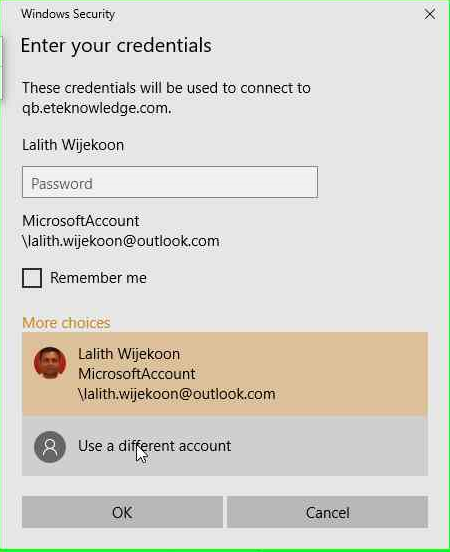 Windows Security
Enter your credentials
These credentials will be used to connect to
qb.eteknowledge.com.
Lalith Wijekoon
Password
MicrosoftAccount
\lalith.wijekoon@outlook.com
Remember me
More choices
Lalith Wijekoon
MicrosoftAccount
\lalith.wijekoon@outlook.com
Use a different account
OK
Cancel